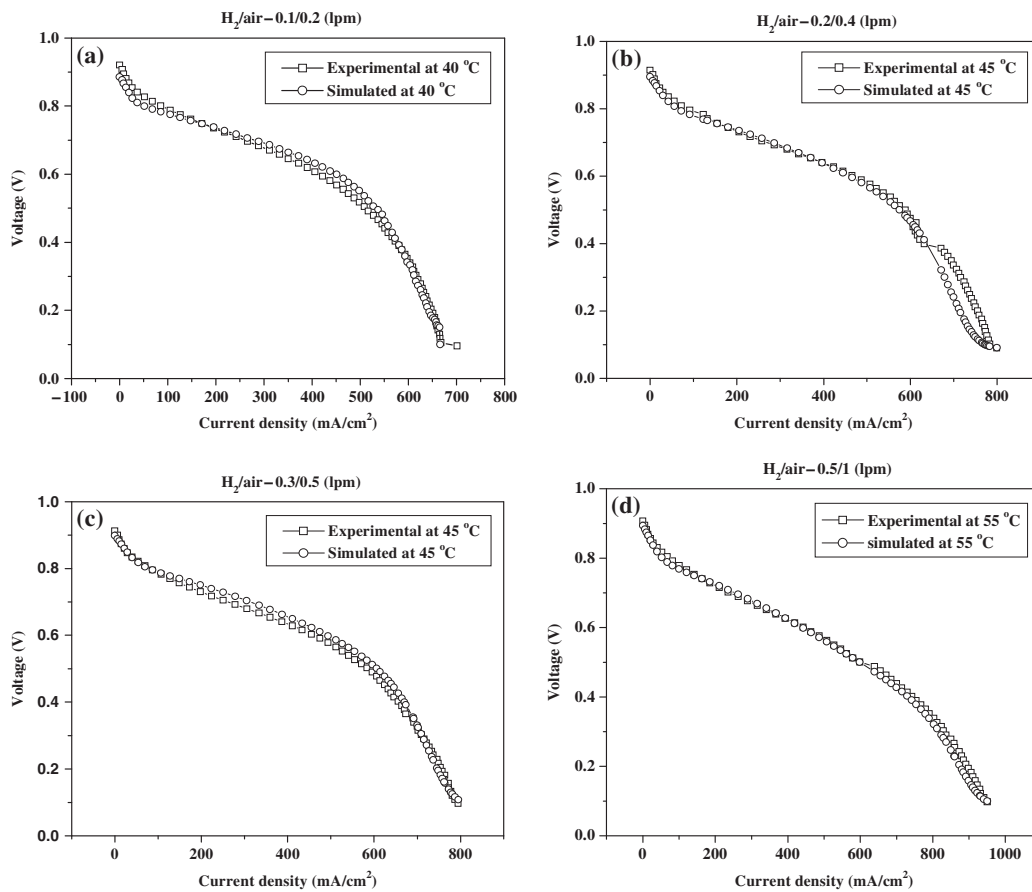 H2/air–0.1/0.2 (lpm)
(a)
Experimental at 40 °C
Simulated at 40 °C
Voltage (V)
1.0
0.8
0.6
0.4
0.2
0.0
−100 0 100 200 300 400 500 600 700 800
Current density (mA/cm2)
H2/air–0.2/0.4 (lpm)
(b)
Experimental at 45 °C
Simulated at 45 °C
Voltage (V)
1.0
0.8
0.6
0.4
0.2
0.0
0 200 400 600 800
Current density (mA/cm2)
H2/air–0.3/0.5 (lpm)
(c)
Experimental at 45 °C
Simulated at 45 °C
Voltage (V)
1.0
0.8
0.6
0.4
0.2
0.0
0 200 400 600 800
Current density (mA/cm2)
H2/air–0.5/1 (lpm)
(d)
Experimental at 55 °C
simulated at 55 °C
Voltage (V)
1.0
0.8
0.6
0.4
0.2
0.0
0 200 400 600 800 1000
Current density (mA/cm2)